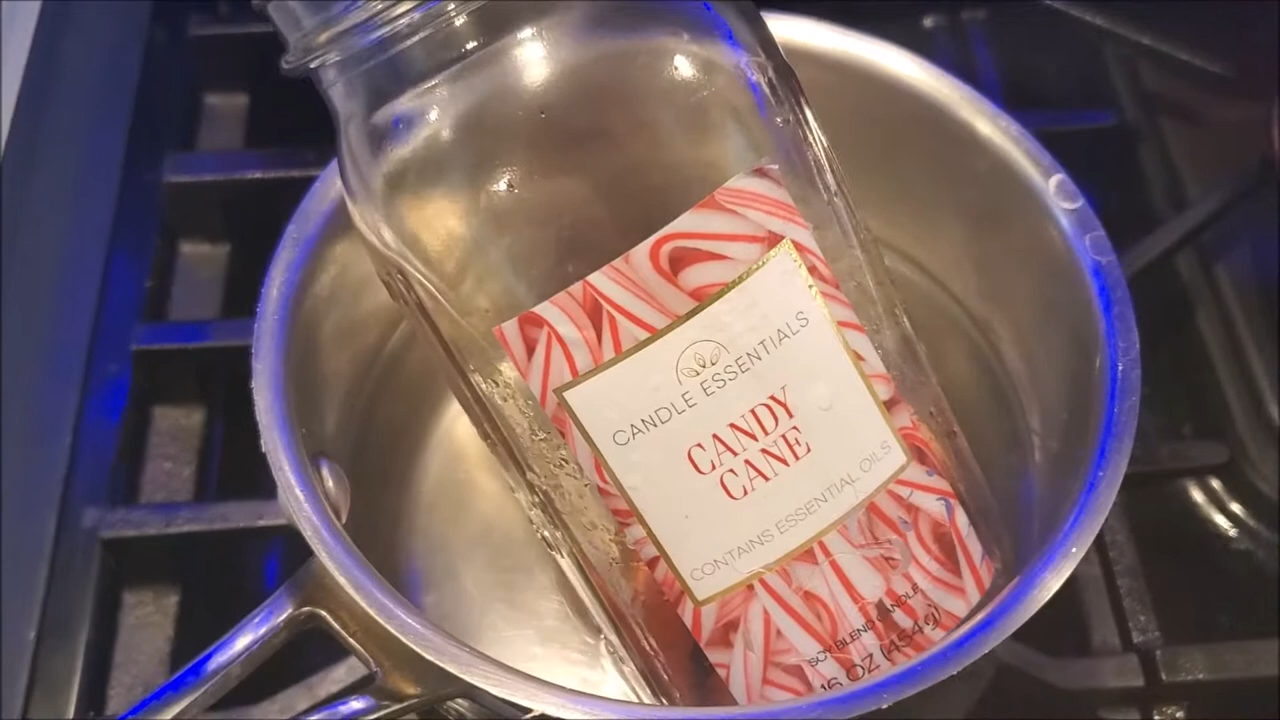 CANDLE ESSENTIALS
CANDY
CANE
CONTAINS ESSENTIAL OILS
SOY BLEND CANDLE
16 OZ (454g)